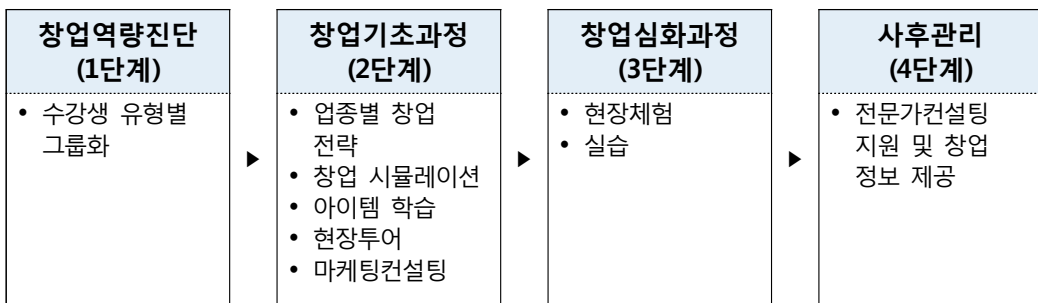 창업역량진단
(1단계)
• 수강생 유형별
그룹화
▶
창업기초과정
(2단계)
• 업종별 창업
전략
• 창업 시뮬레이션
• 아이템 학습
• 현장투어
• 마케팅컨설팅
▶
창업심화과정
(3단계)
• 현장체험
• 실습
▶
사후관리
(4단계)
• 전문가컨설팅
지원 및 창업
정보 제공